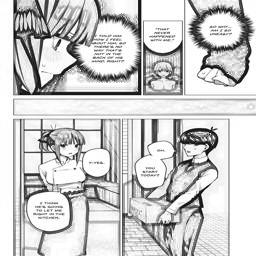 I TOLD HIM
HOW I FEEL
ABOUT HIM, SO
THERE'S NO WAY
THAT'S NOT
IN THE BACK OF
HIS MIND, RIGHT?
"THAT
NEVER
HAPPENED
WITH ME."
SO WHY...
AM I SO
UNEASY?
Y-YES.
I THINK
HE'S GOING
TO LET ME
RIGHT IN THE
KITCHEN.
OH.
YOU
START
TODAY?